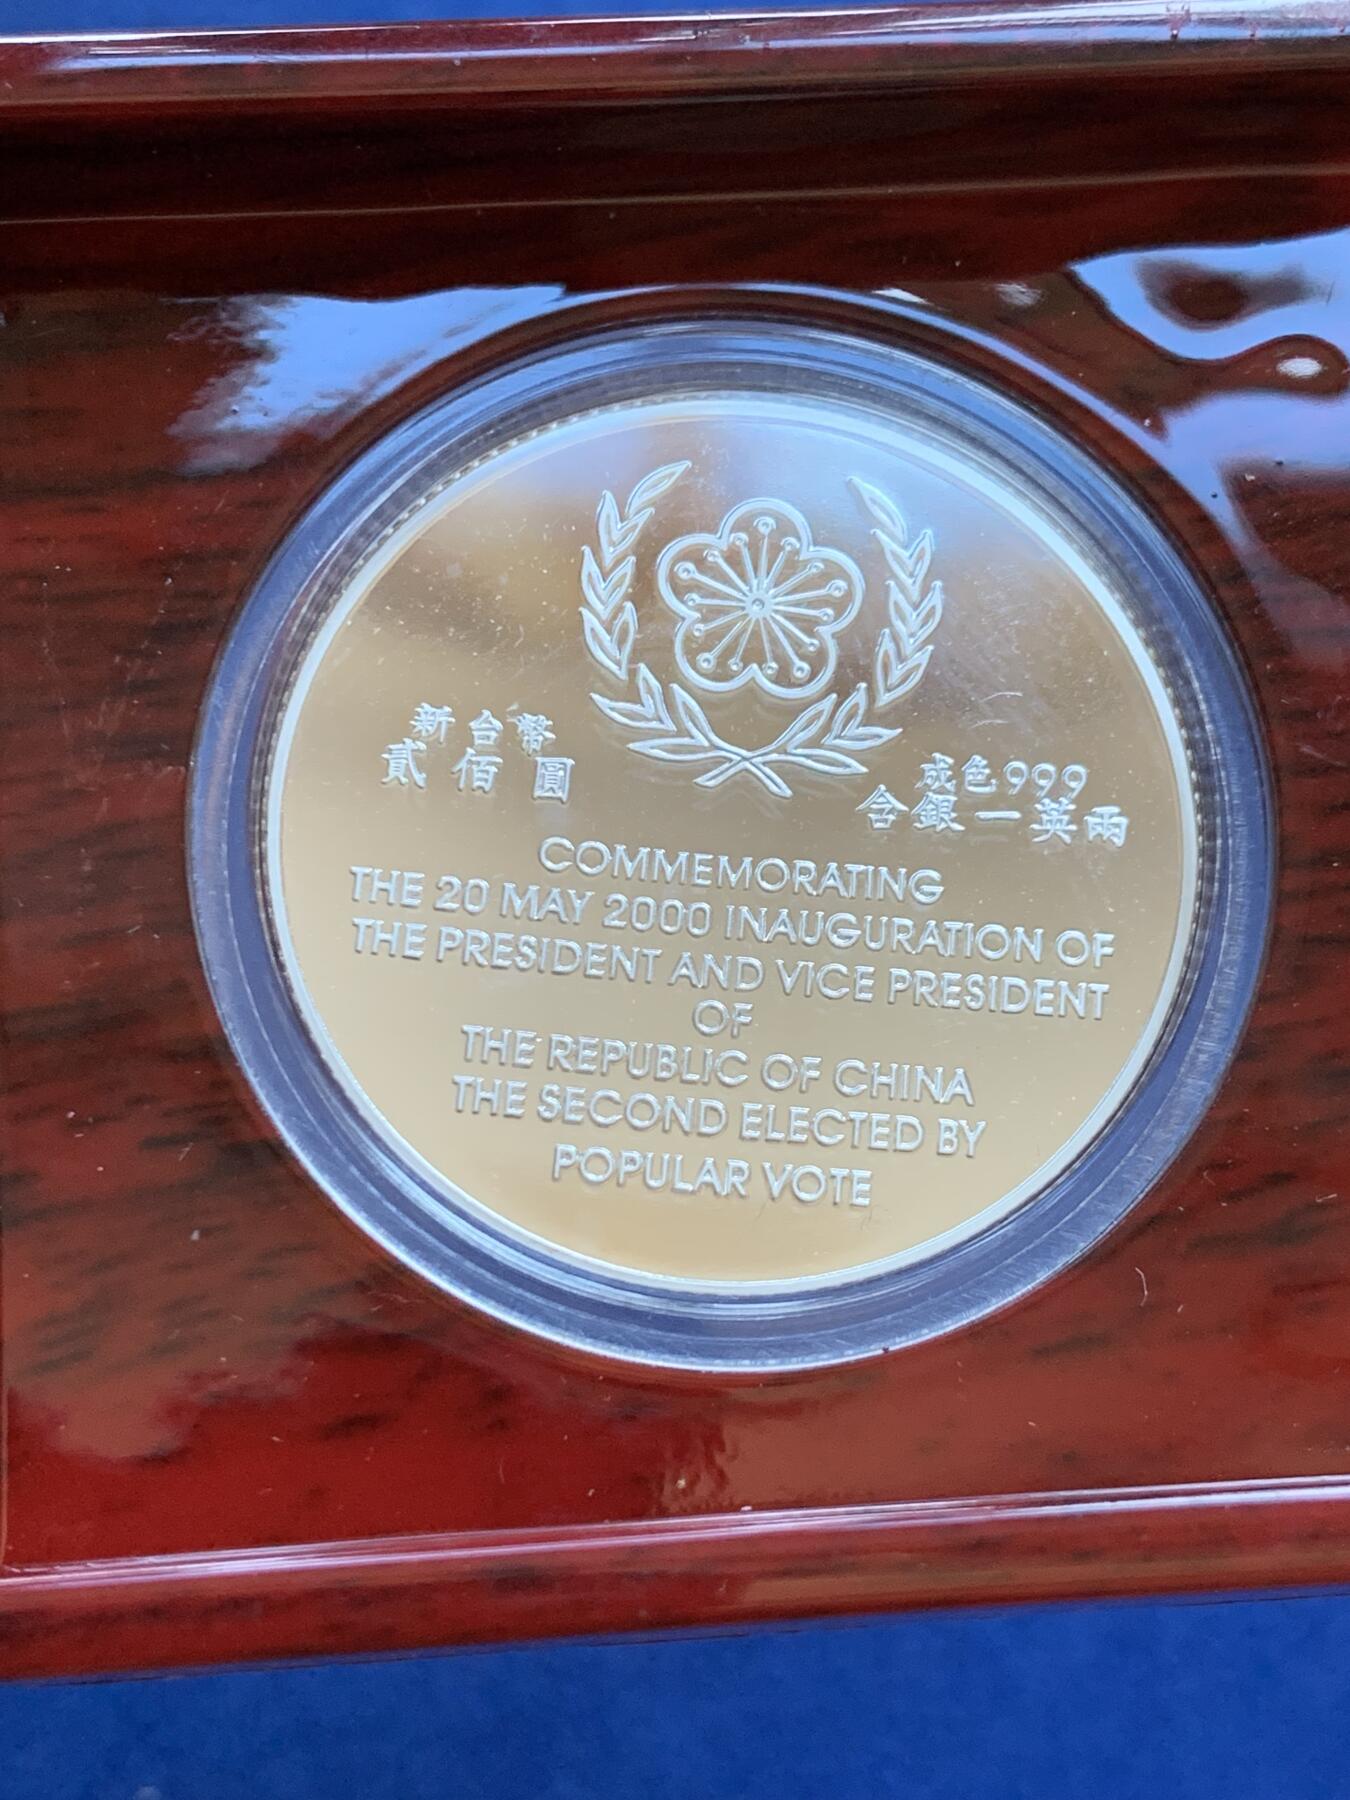 新台幣
貳佰圓
成色999
含銀一英兩
COMMEMORATING
THE 20 MAY 2000 INAUGURATION OF
THE PRESIDENT AND VICE PRESIDENT
OF
THE REPUBLIC OF CHINA
THE SECOND ELECTED BY
POPULAR VOTE